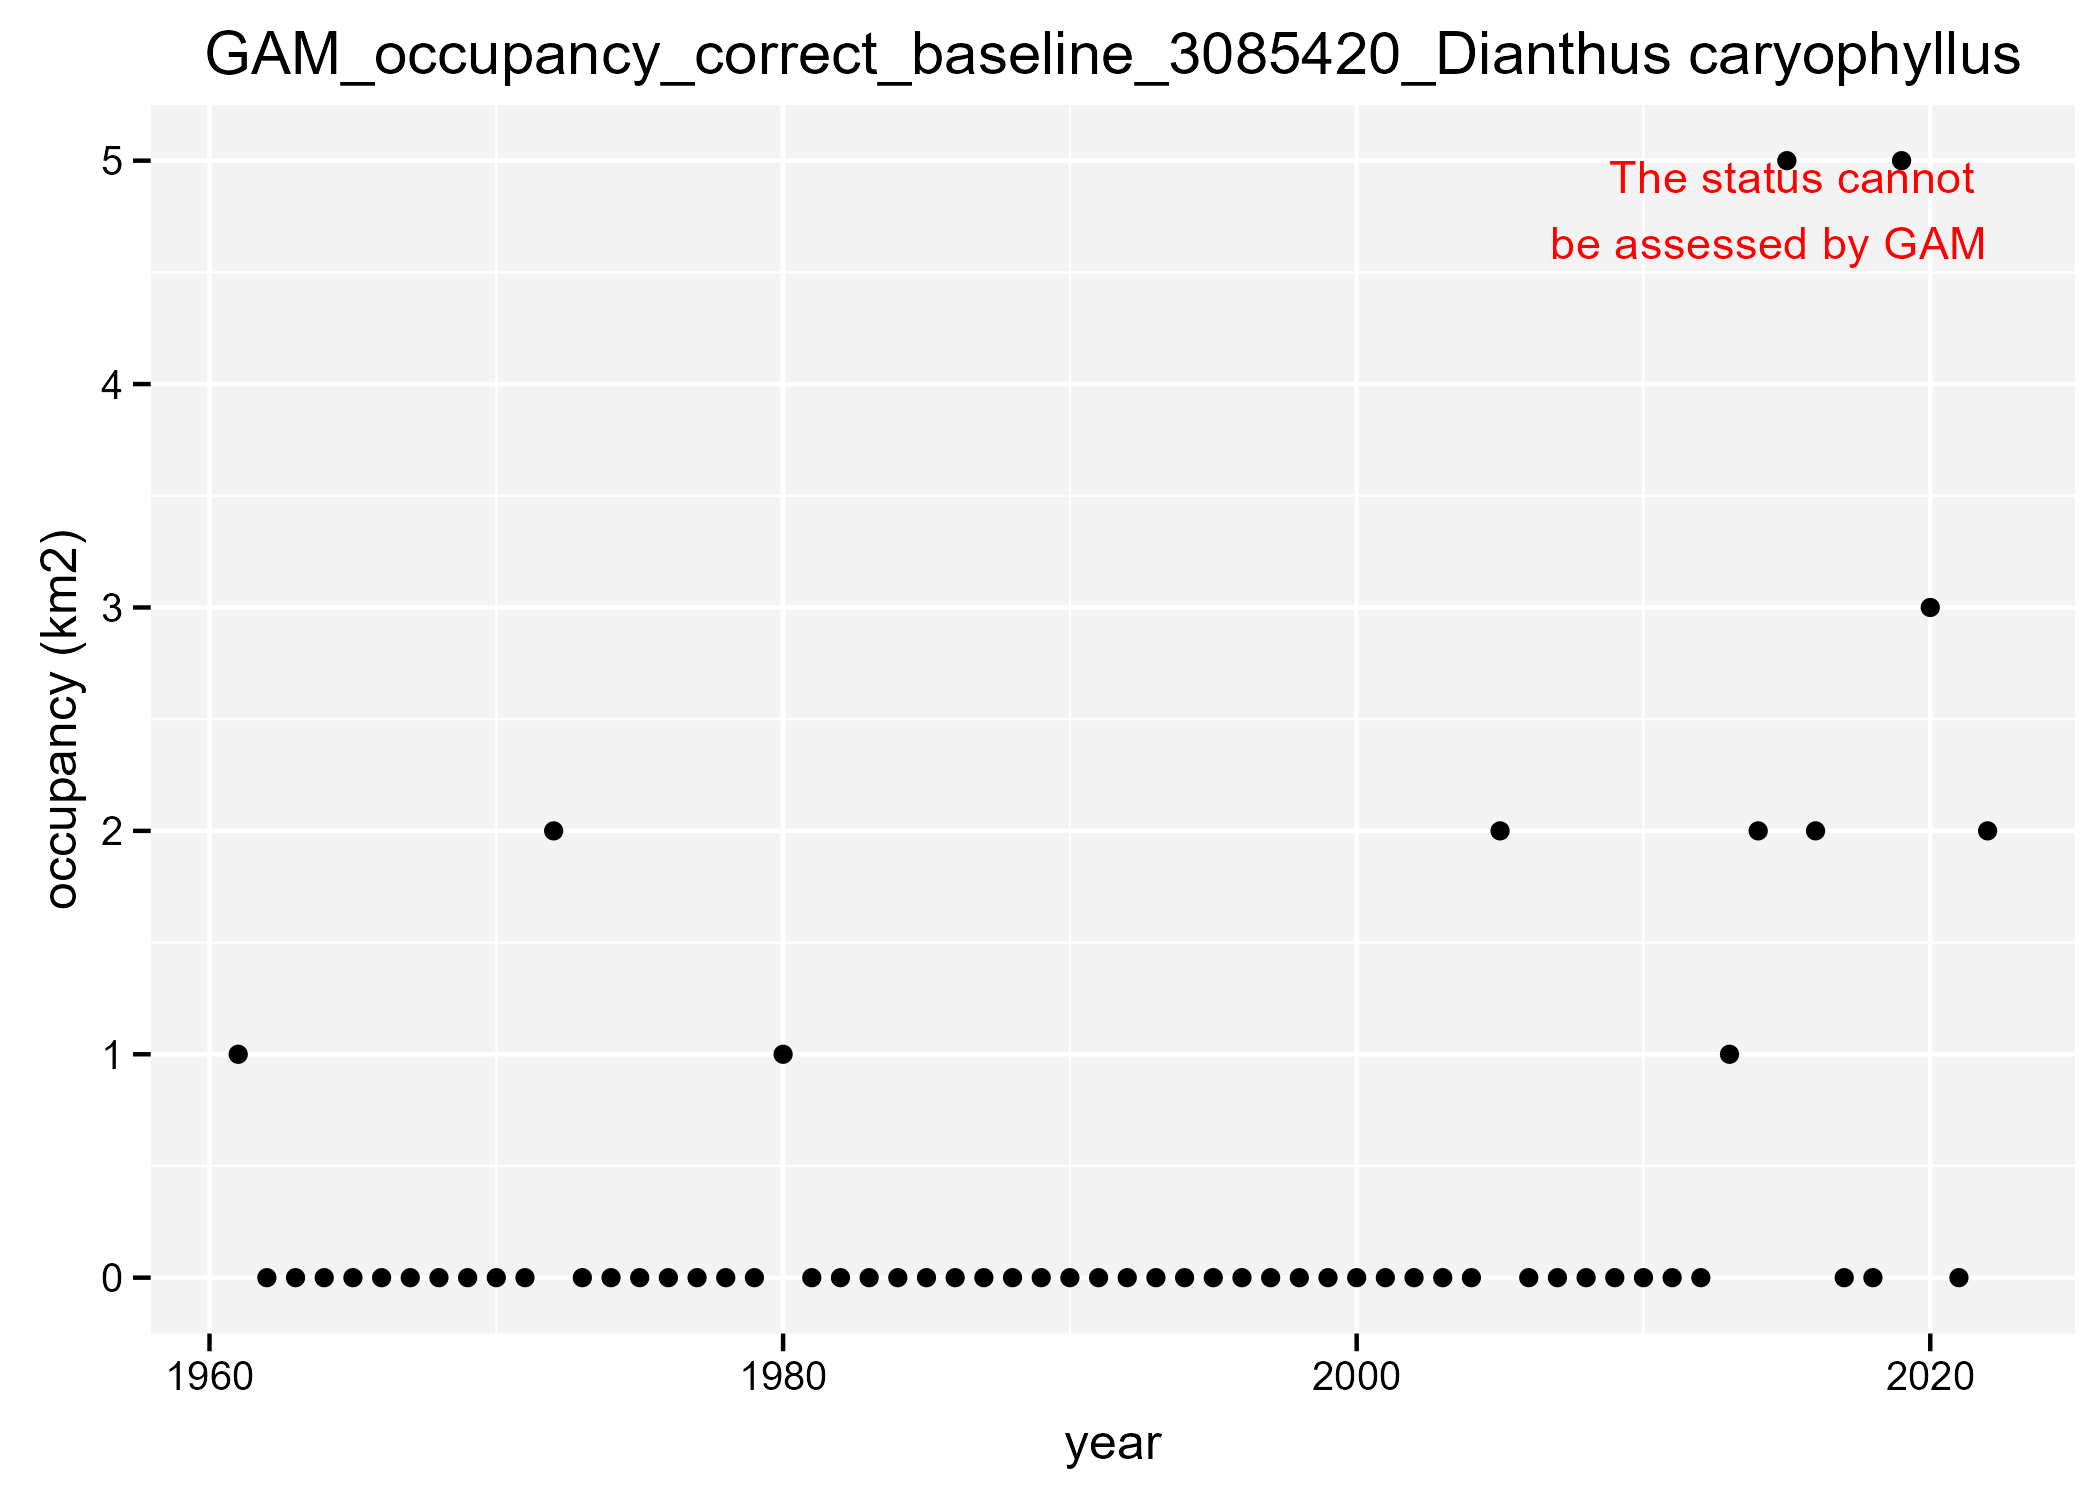 GAM_occupancy_correct_baseline_3085420_Dianthus caryophyllus
5
The status cannot
be assessed by GAM
4
3
2
1
0
occupancy (km2)
1960 1980 2000 2020
year